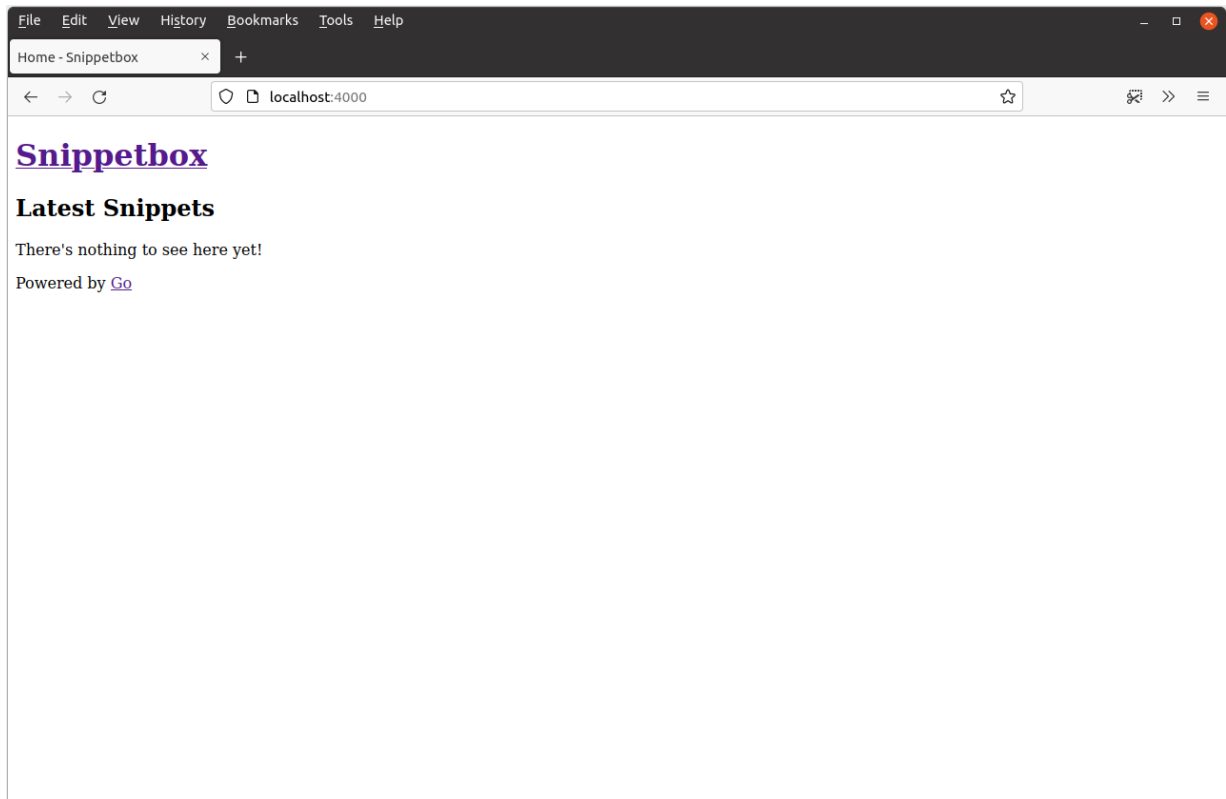 File Edit View History Bookmarks Tools Help
Home - Snippetbox
localhost:4000
Snippetbox
Latest Snippets
There's nothing to see here yet!
Powered by Go